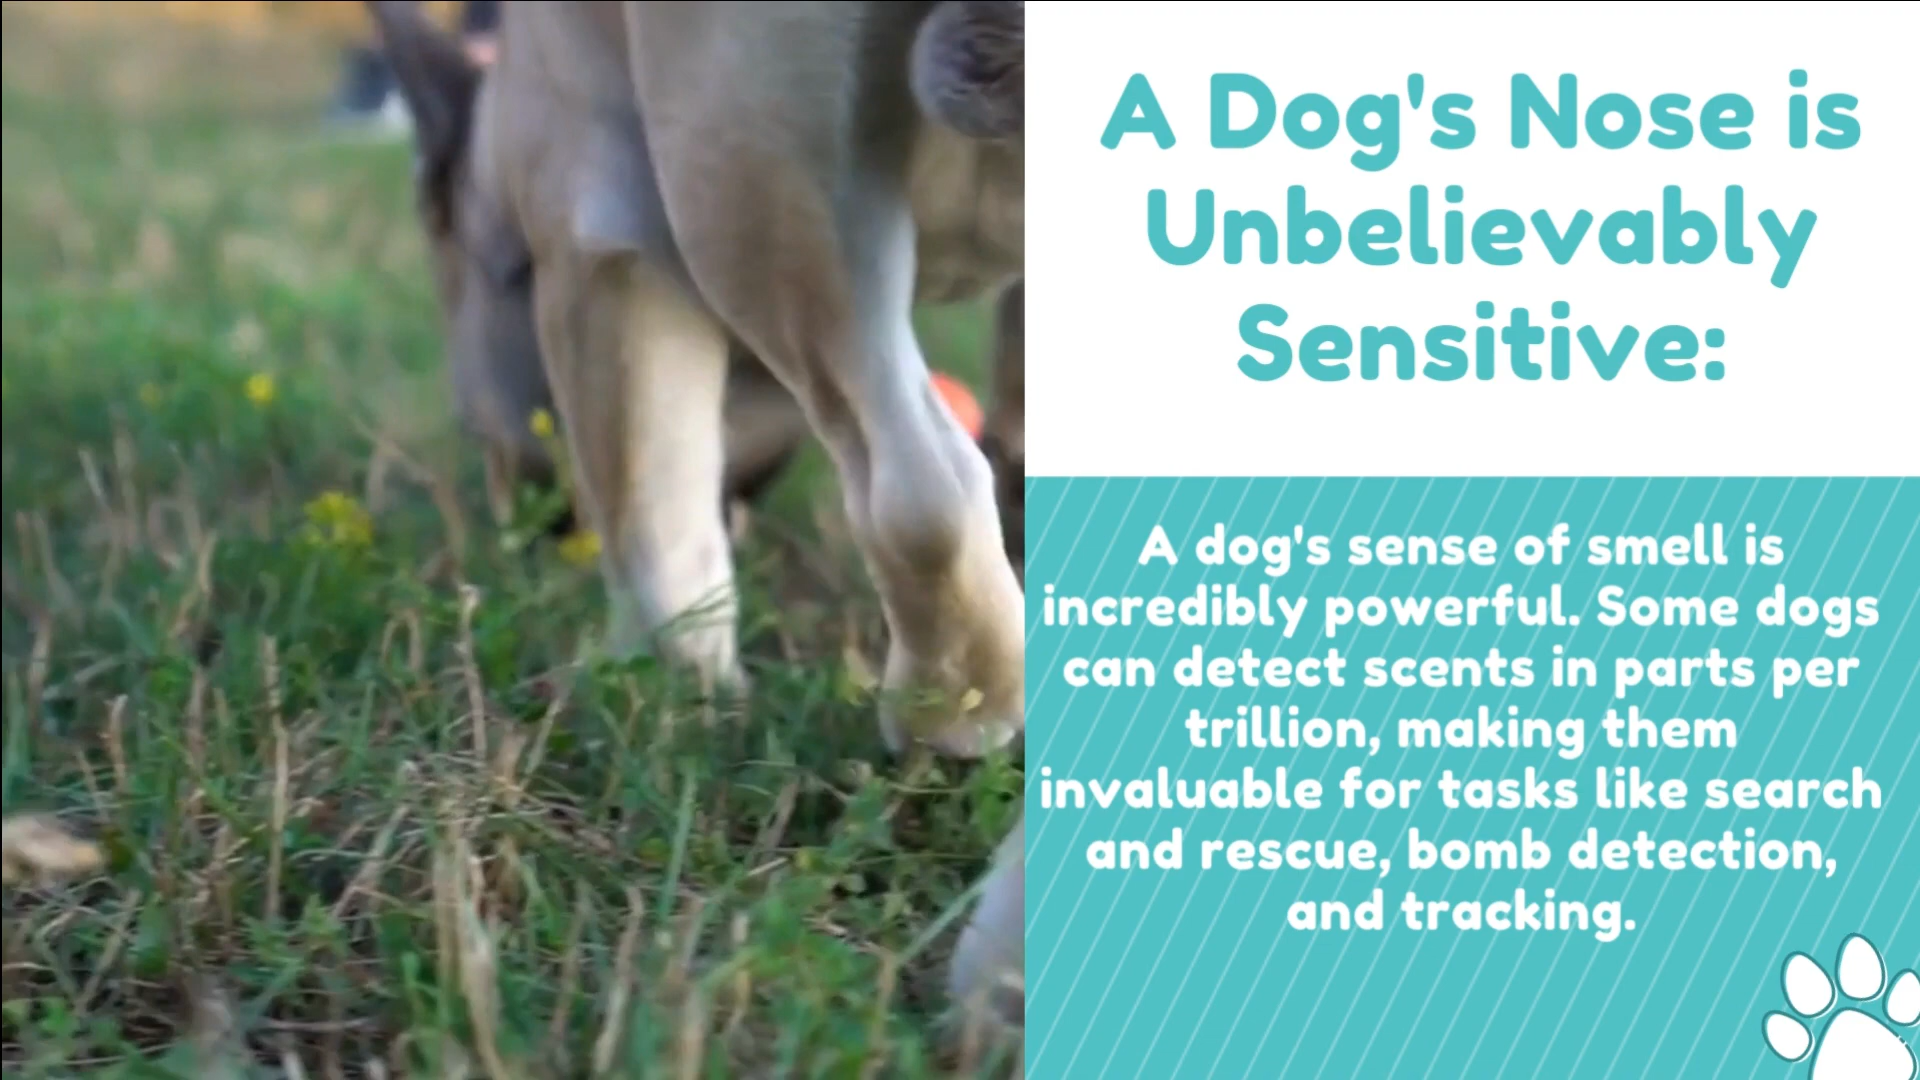 A Dog's Nose is
Unbelievably
Sensitive:
A dog's sense of smell is
incredibly powerful. Some dogs
can detect scents in parts per
trillion, making them
invaluable for tasks like search
and rescue, bomb detection,
and tracking.